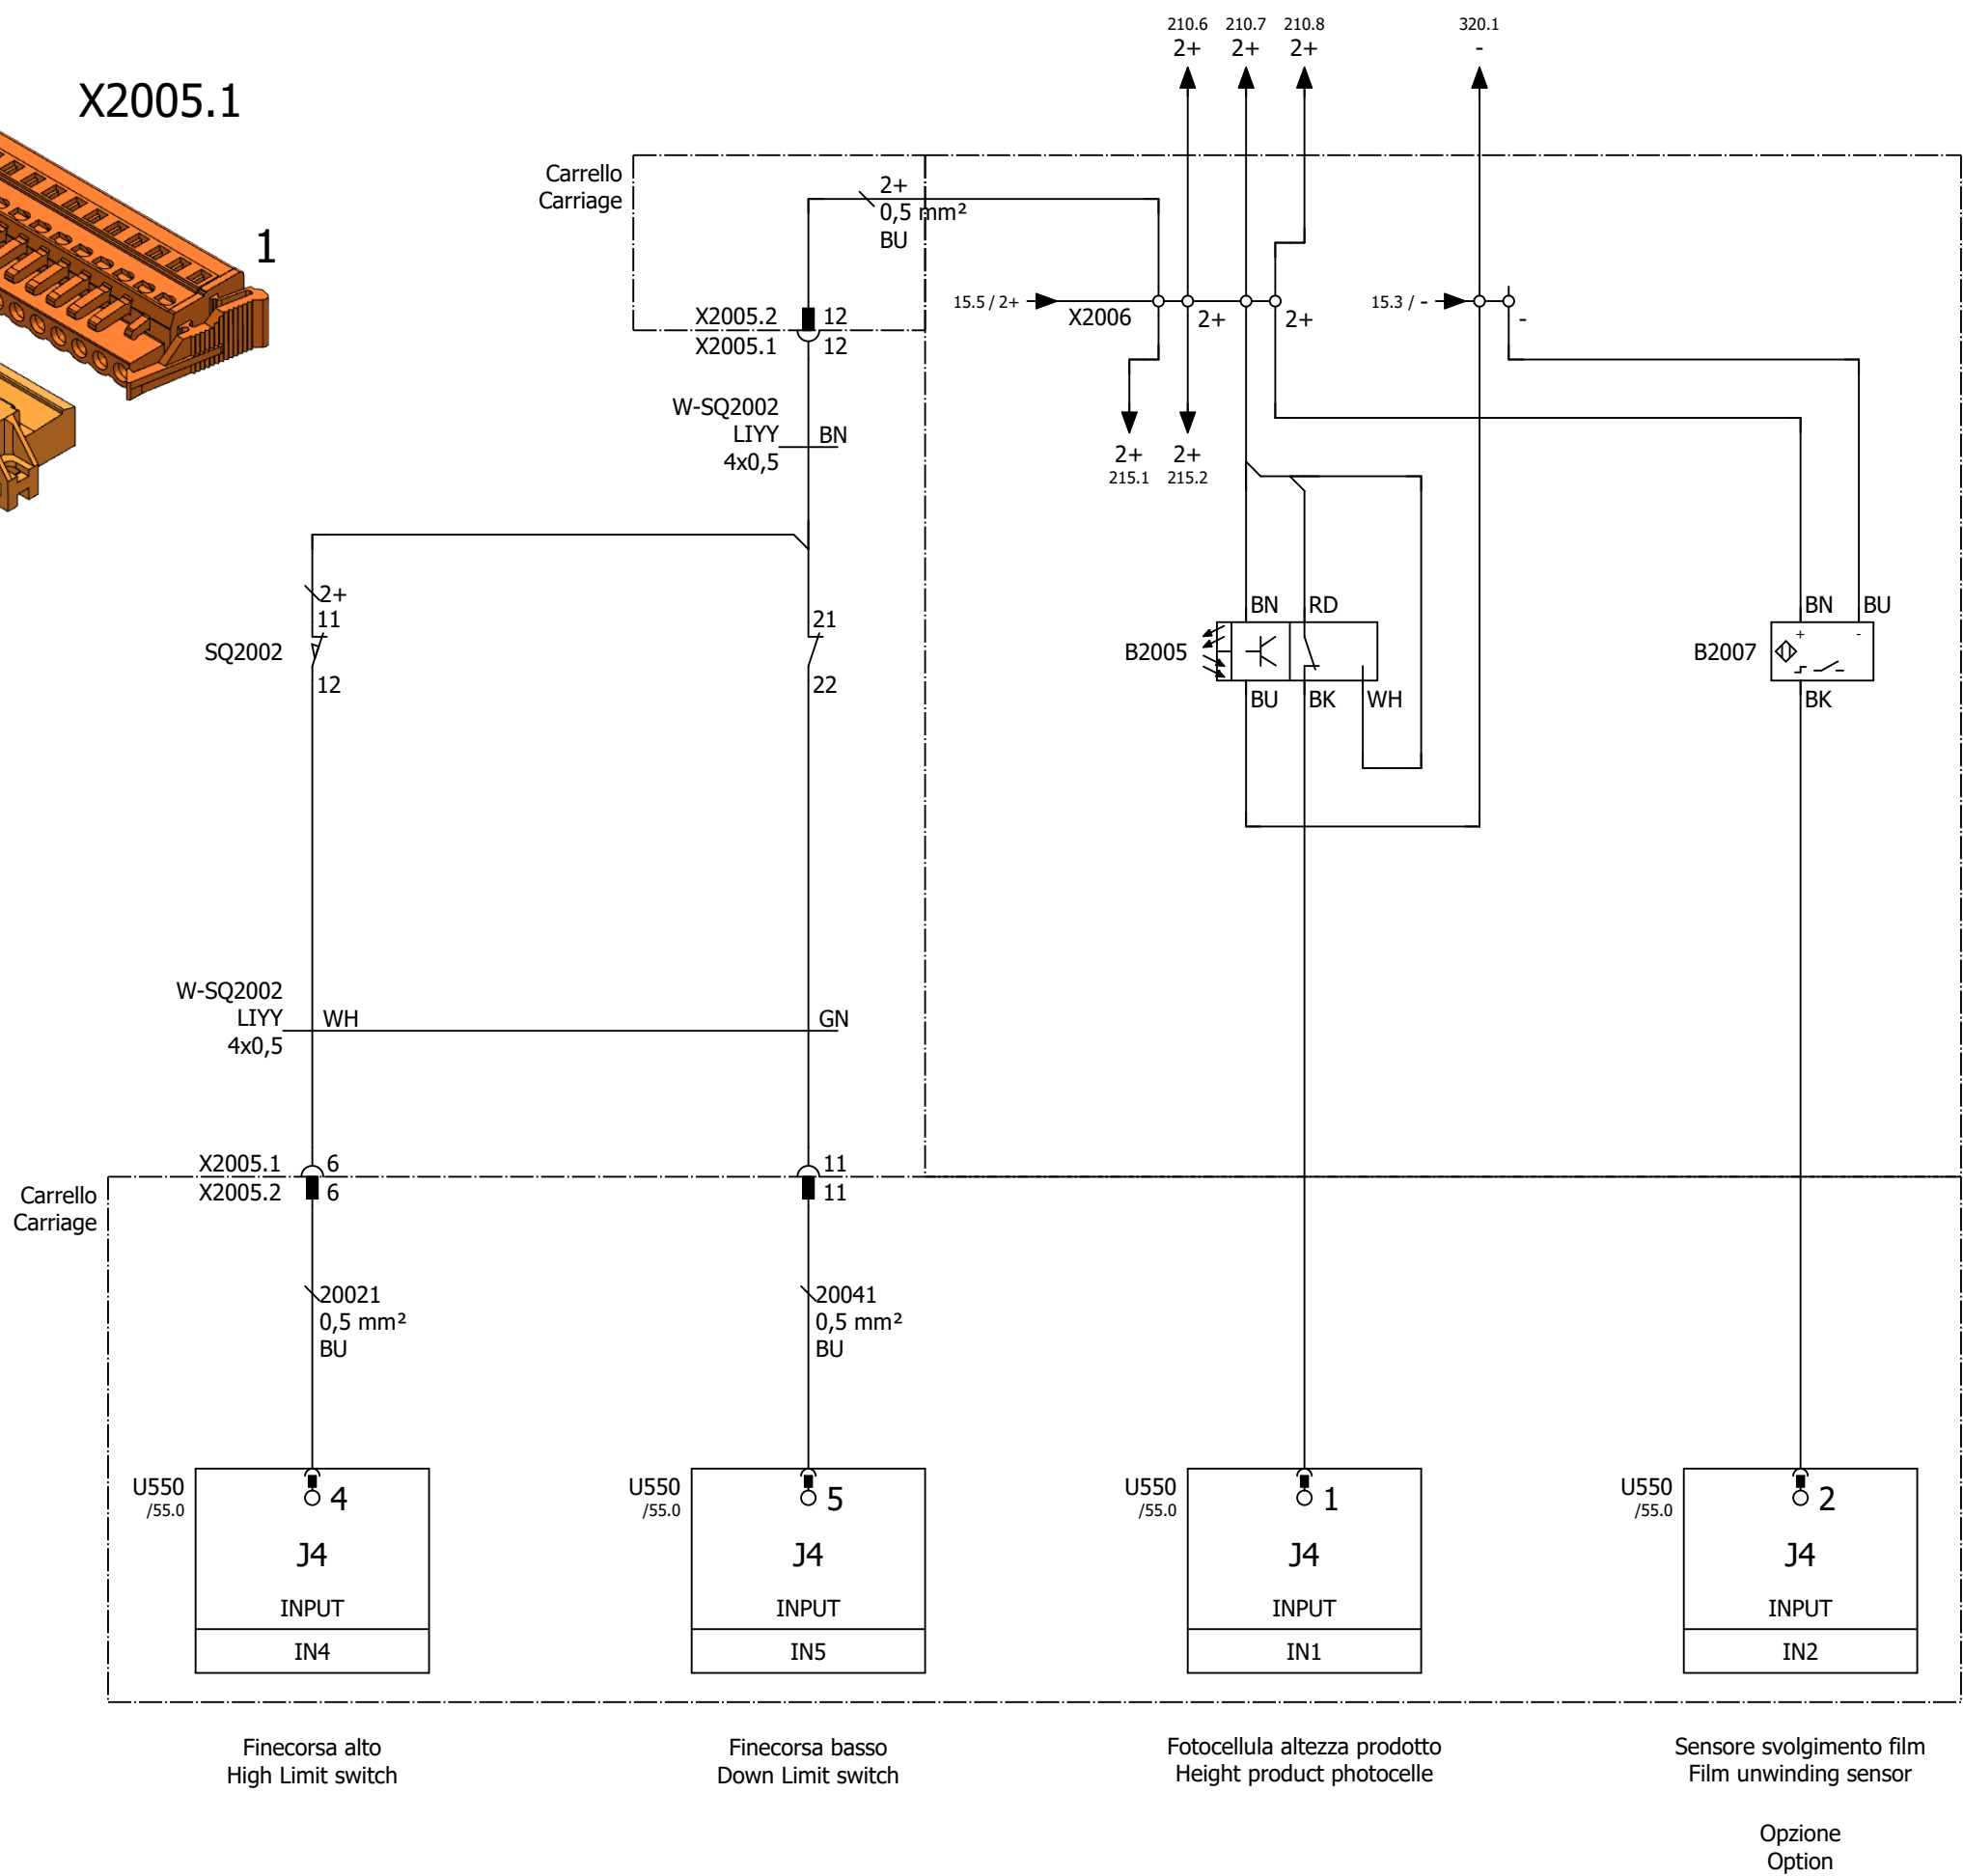 X2005.1
1
210.6 210.7 210.8 320.1
2+ 2+ 2+ -
Carrello
Carriage
2+
0,5 mm²
BU
15.5 / 2+
X2006
2+
2+
15.3 / -
-
X2005.2 12
X2005.1 12
W-SQ2002
LIYY BN
4x0,5
2+ 2+
215.1 215.2
2+
11
SQ2002
12
21
22
BN RD
B2005
BU BK WH
BN BU
B2007
+ -
BK
W-SQ2002
LIYY WH GN
4x0,5
X2005.1 6 11
X2005.2 6 11
Carrello
Carriage
20021
0,5 mm²
BU
20041
0,5 mm²
BU
U550
/55.0
4
J4
INPUT
IN4
U550
/55.0
5
J4
INPUT
IN5
U550
/55.0
1
J4
INPUT
IN1
U550
/55.0
2
J4
INPUT
IN2
Finecorsa alto
High Limit switch
Finecorsa basso
Down Limit switch
Fotocellula altezza prodotto
Height product photocelle
Sensore svolgimento film
Film unwinding sensor
Opzione
Option